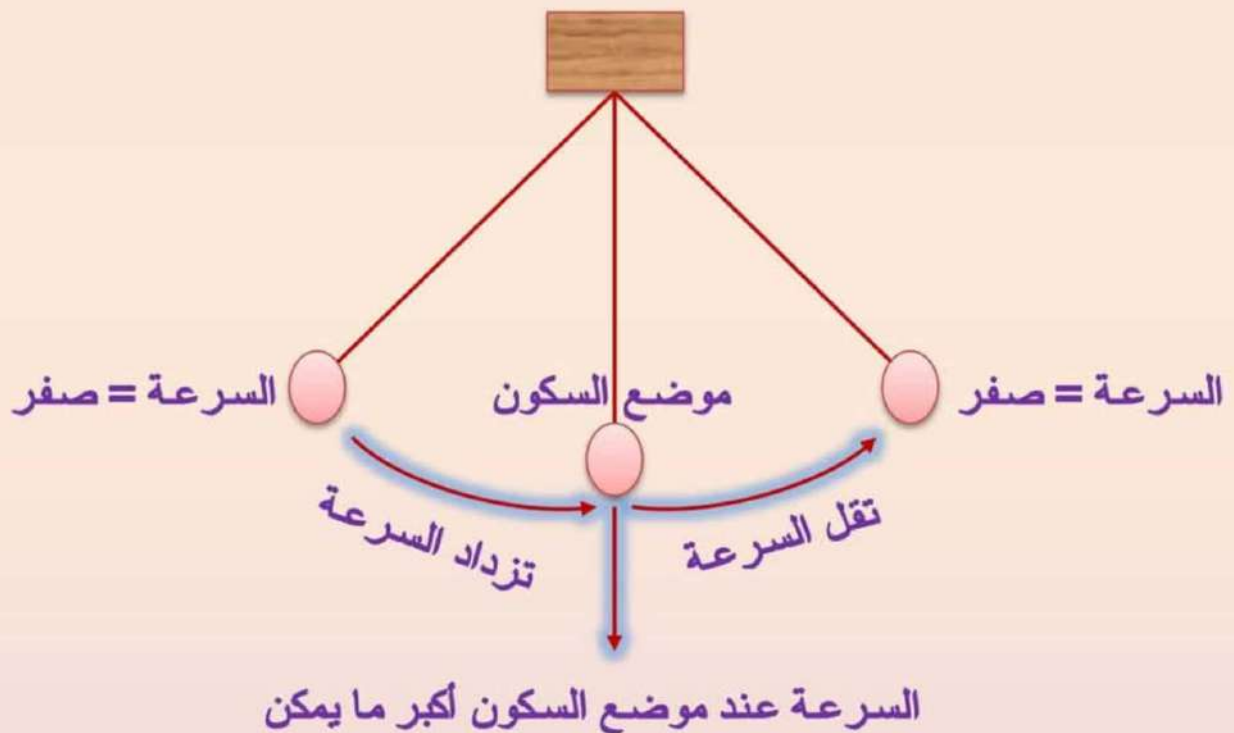 السرعة = صفر
موضع السكون
السرعة = صفر
تقل السرعة
تزداد السرعة
السرعة عند موضع السكون أكبر ما يمكن